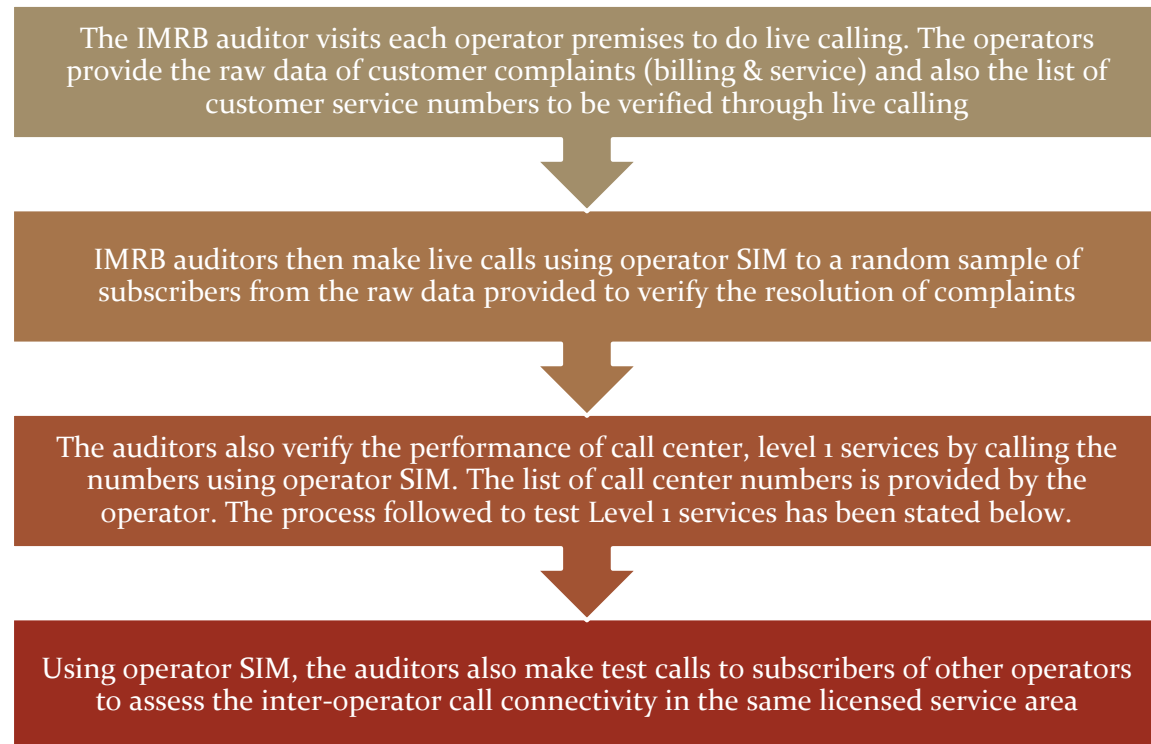 The IMRB auditor visits each operator premises to do live calling. The operators
provide the raw data of customer complaints (billing & service) and also the list of
customer service numbers to be verified through live calling
IMRB auditors then make live calls using operator SIM to a random sample of
subscribers from the raw data provided to verify the resolution of complaints
The auditors also verify the performance of call center, level 1 services by calling the
numbers using operator SIM. The list of call center numbers is provided by the
operator. The process followed to test Level 1 services has been stated below.
Using operator SIM, the auditors also make test calls to subscribers of other operators
to assess the inter-operator call connectivity in the same licensed service area